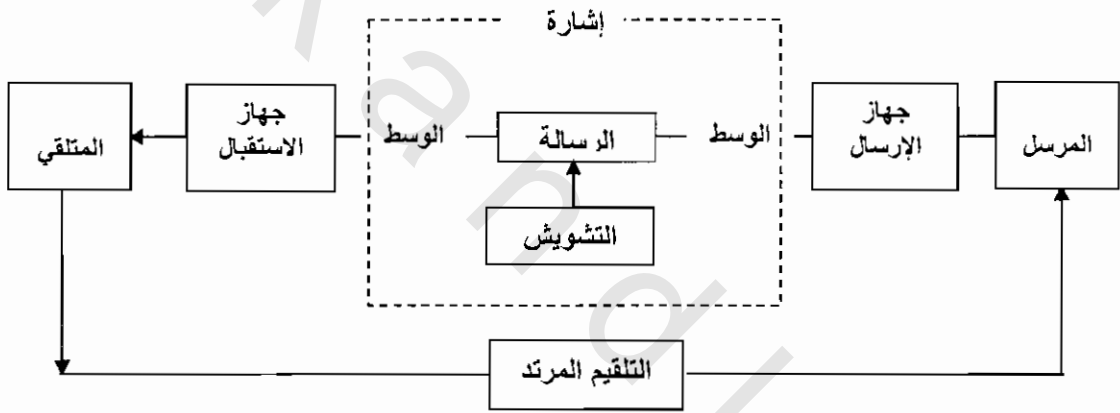 إشارة
المرسل
جهاز
الإرسال
الوسط
الرسالة
الوسط
جهاز
الاستقبال
المتلقي
التشويش
التلقيم المرتد